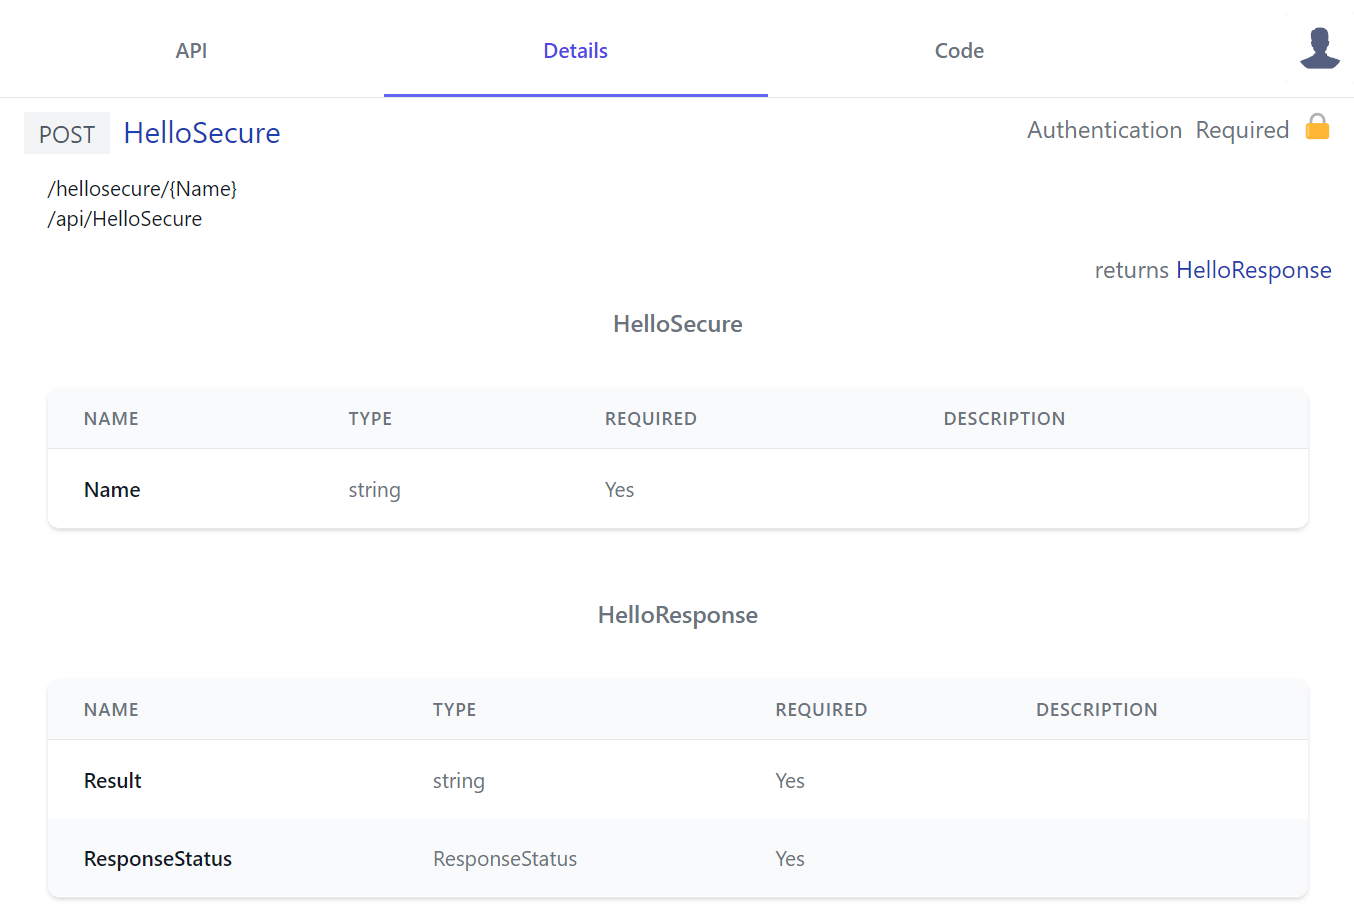 API Details Code
POST HelloSecure Authentication Required
/hellosecure/{Name}
/api/HelloSecure
returns HelloResponse
HelloSecure
NAME TYPE REQUIRED DESCRIPTION
Name string Yes
HelloResponse
NAME TYPE REQUIRED DESCRIPTION
Result string Yes
ResponseStatus ResponseStatus Yes